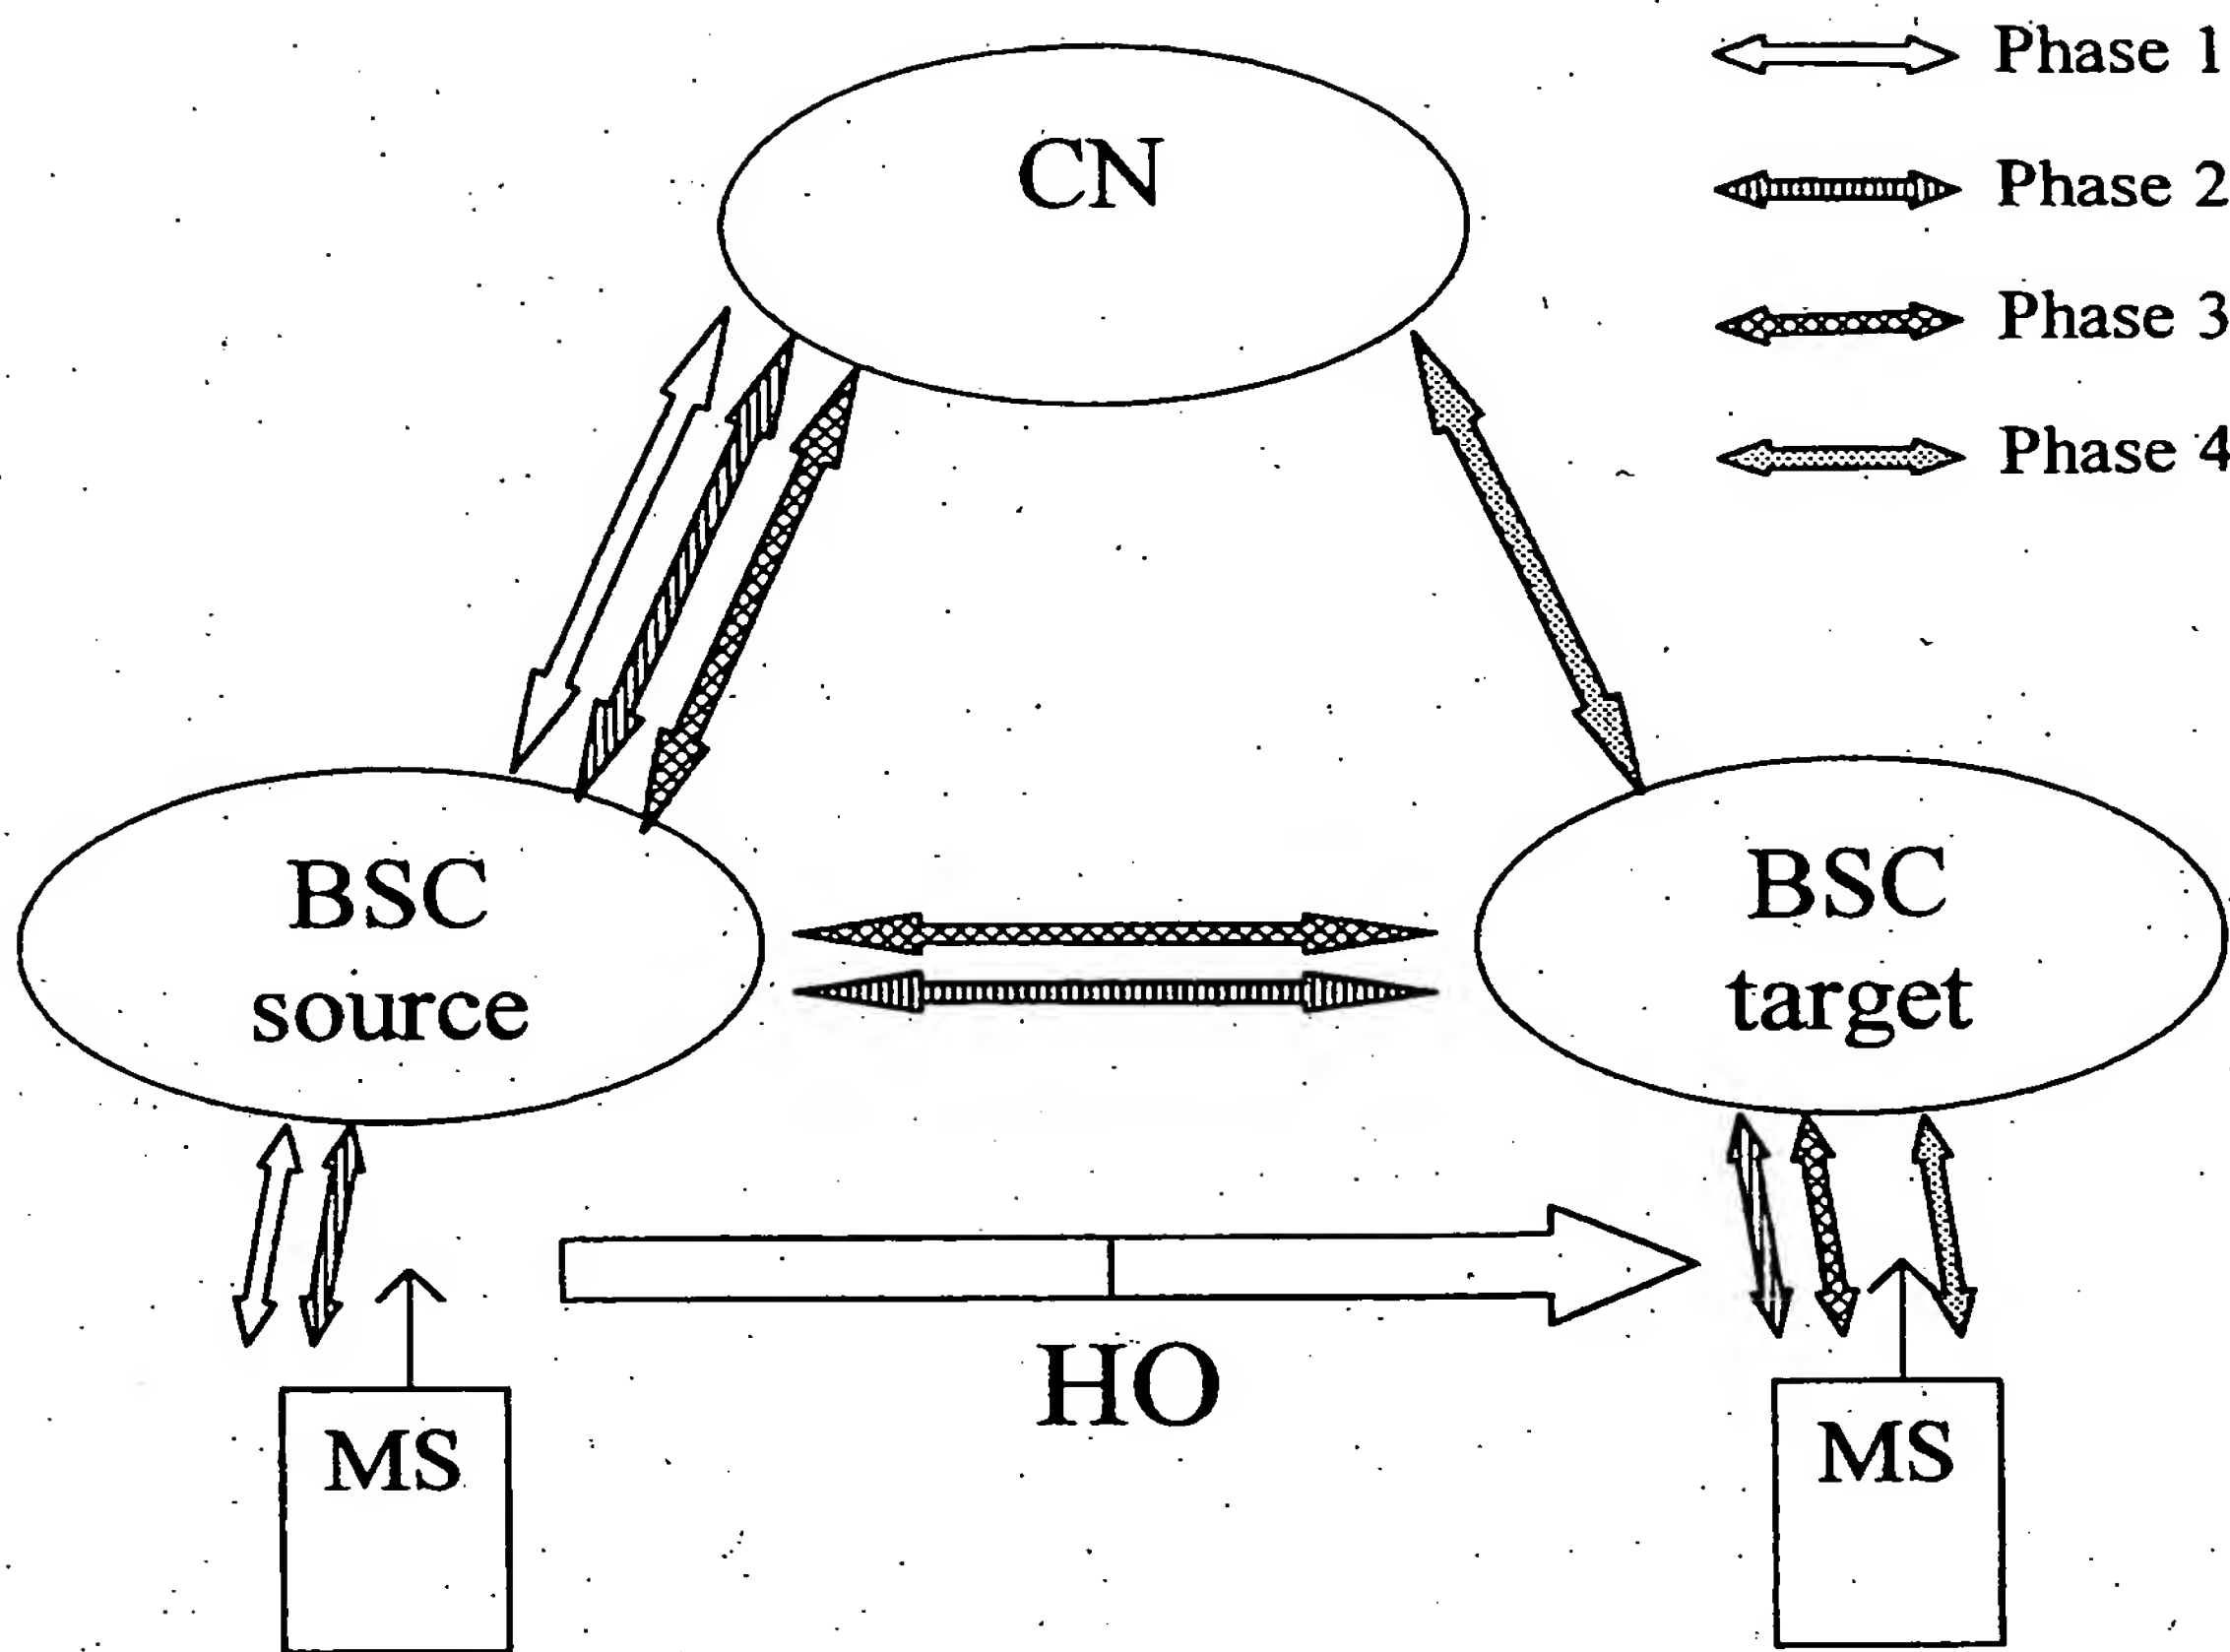 Phase 1
CN
Phase 2
Phase 3
Phase 4
BSC
source
BSC
target
HO
MS
MS